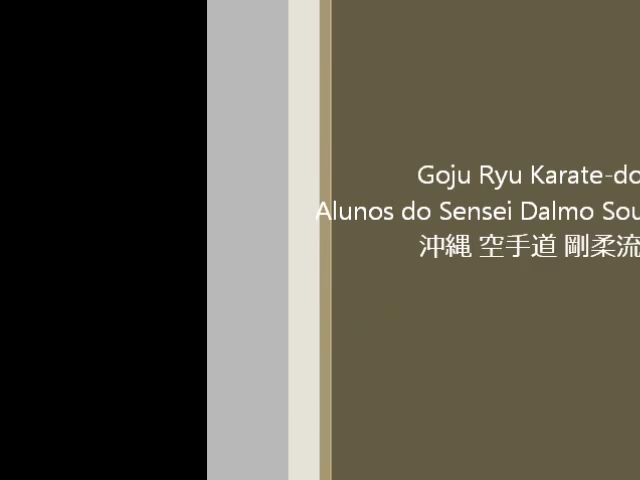 Goju Ryu Karate-do
Alunos do Sensei Dalmo Sou
沖縄 空手道 剛柔流